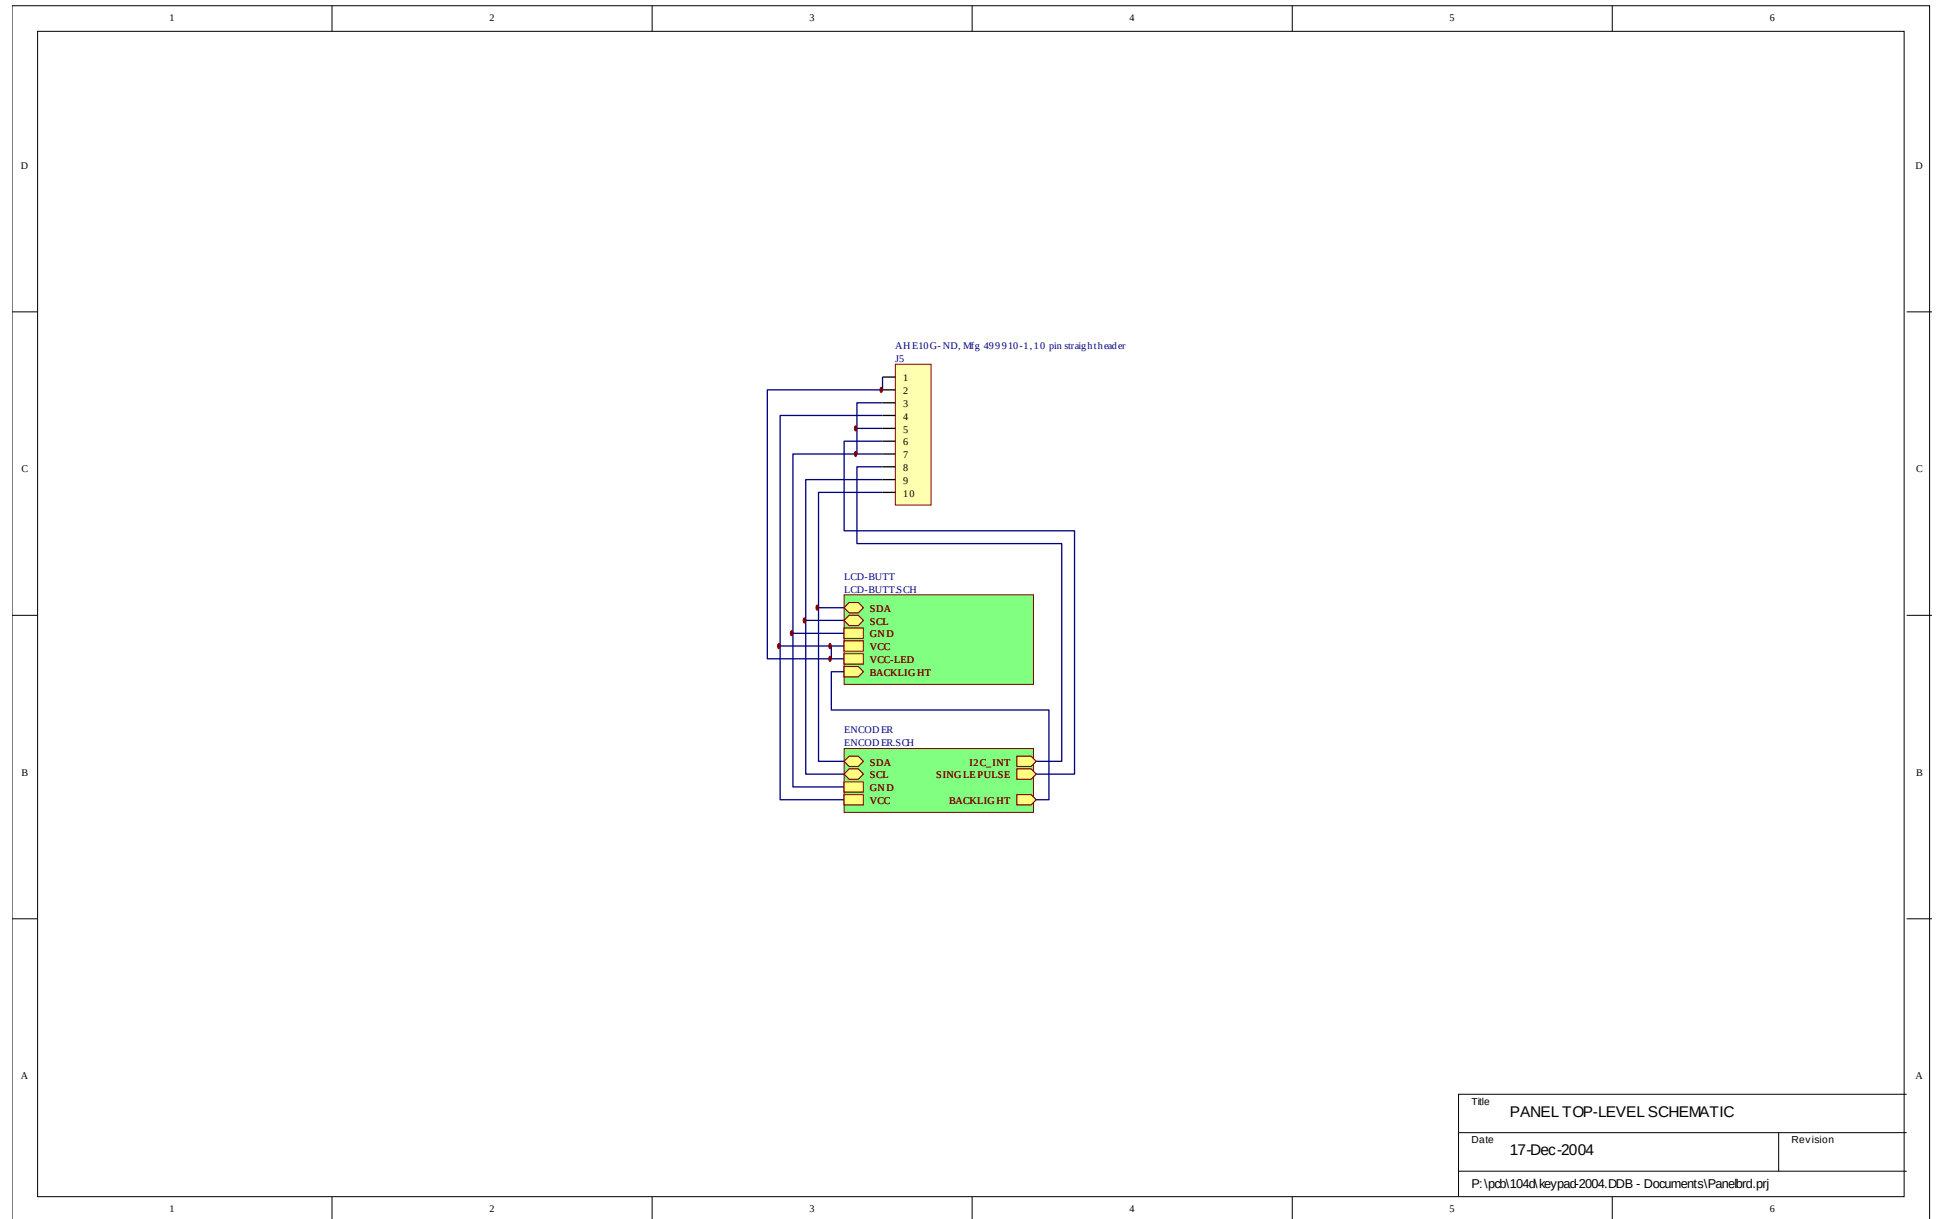 1 2 3 4 5 6
D D
AHE10G-ND, Mfg 499910-1, 10 pin straight header
J5
1
2
3
4
5
6
7
8
9
10
C C
LCD-BUTT
LCD-BUTT.SCH
SDA
SCL
GND
VCC
VCC-LED
BACKLIGHT
ENCODER
ENCODER.SCH
SDA I2C_INT
SCL SINGLEPULSE
GND
VCC BACKLIGHT
B B
A A
Title PANEL TOP-LEVEL SCHEMATIC
Date 17-Dec-2004 Revision
P:\pcb\104d\keypad-2004.DDB - Documents\Panelbrd.prj
1 2 3 4 5 6